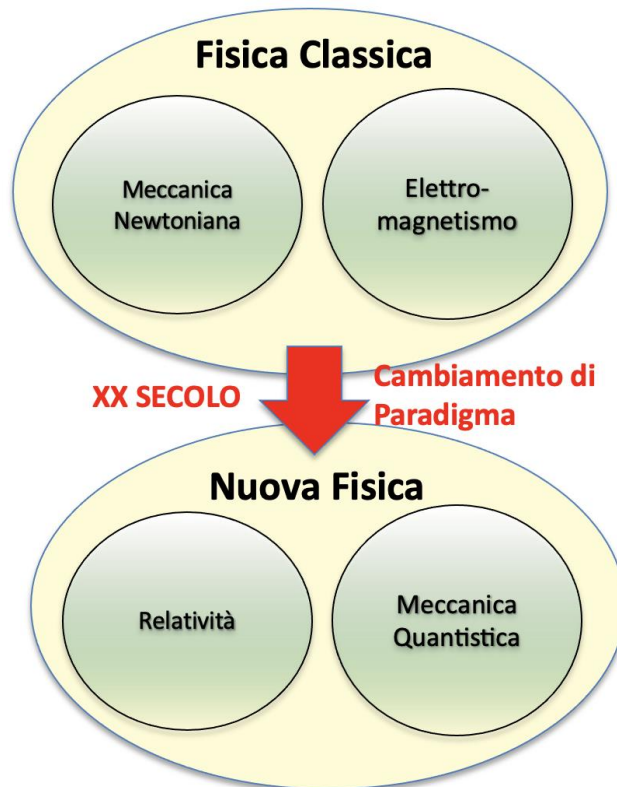 Fisica Classica
Meccanica
Newtoniana
Elettro-
magnetismo
XX SECOLO
Cambiamento di
Paradigma
Nuova Fisica
Relatività
Meccanica
Quantistica